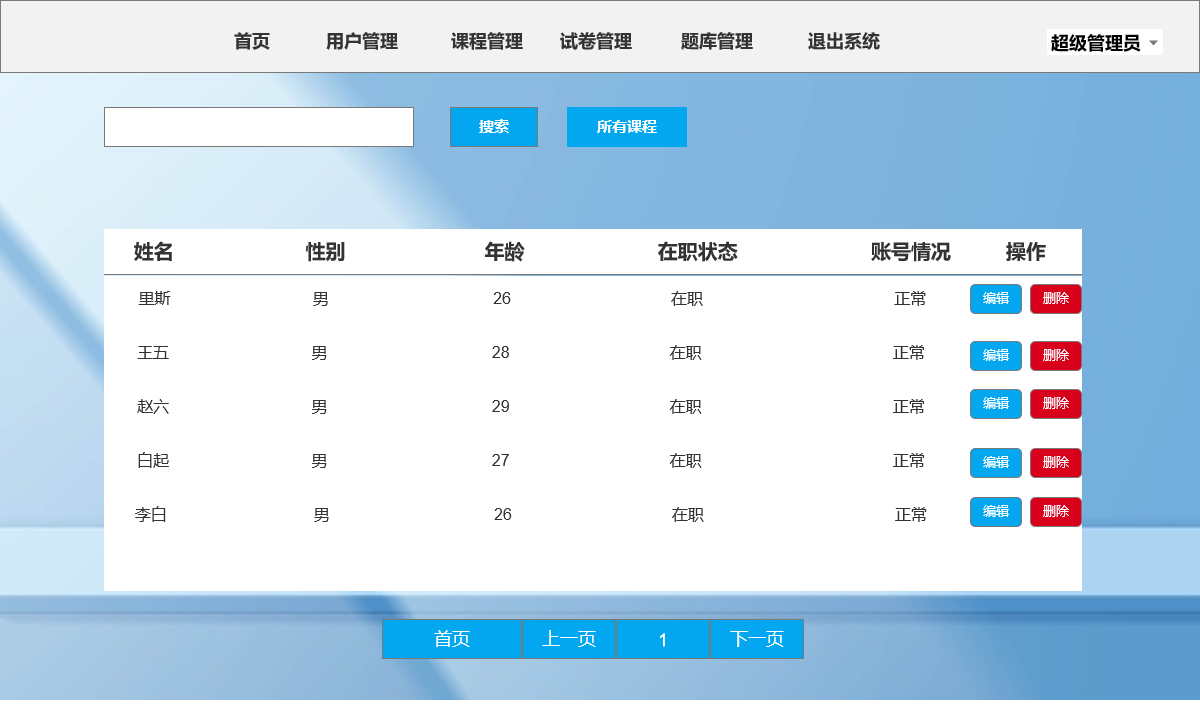 首页 用户管理 课程管理 试卷管理 题库管理 退出系统 超级管理员
搜索 所有课程
姓名 性别 年龄 在职状态 账号情况 操作
里斯 男 26 在职 正常 编辑 删除
王五 男 28 在职 正常 编辑 删除
赵六 男 29 在职 正常 编辑 删除
白起 男 27 在职 正常 编辑 删除
李白 男 26 在职 正常 编辑 删除
首页 上一页 1 下一页